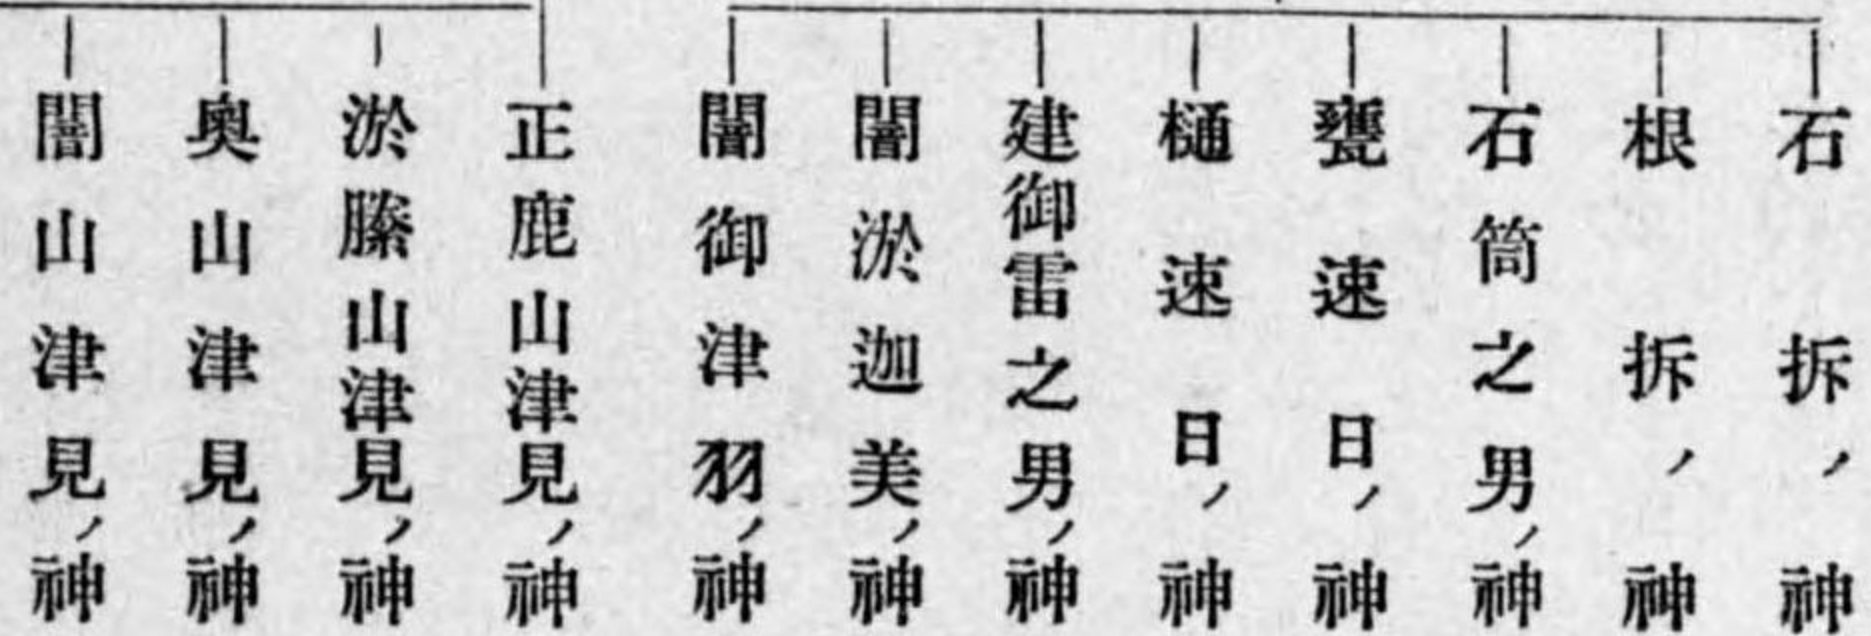 石拆ノ神
根拆ノ神
石筒之男ノ神
甕速日ノ神
樋速日ノ神
建御雷之男ノ神
闇淤迦美ノ神
闇御津羽ノ神
正鹿山津見ノ神
淤縢山津見ノ神
奥山津見ノ神
闇山津見ノ神